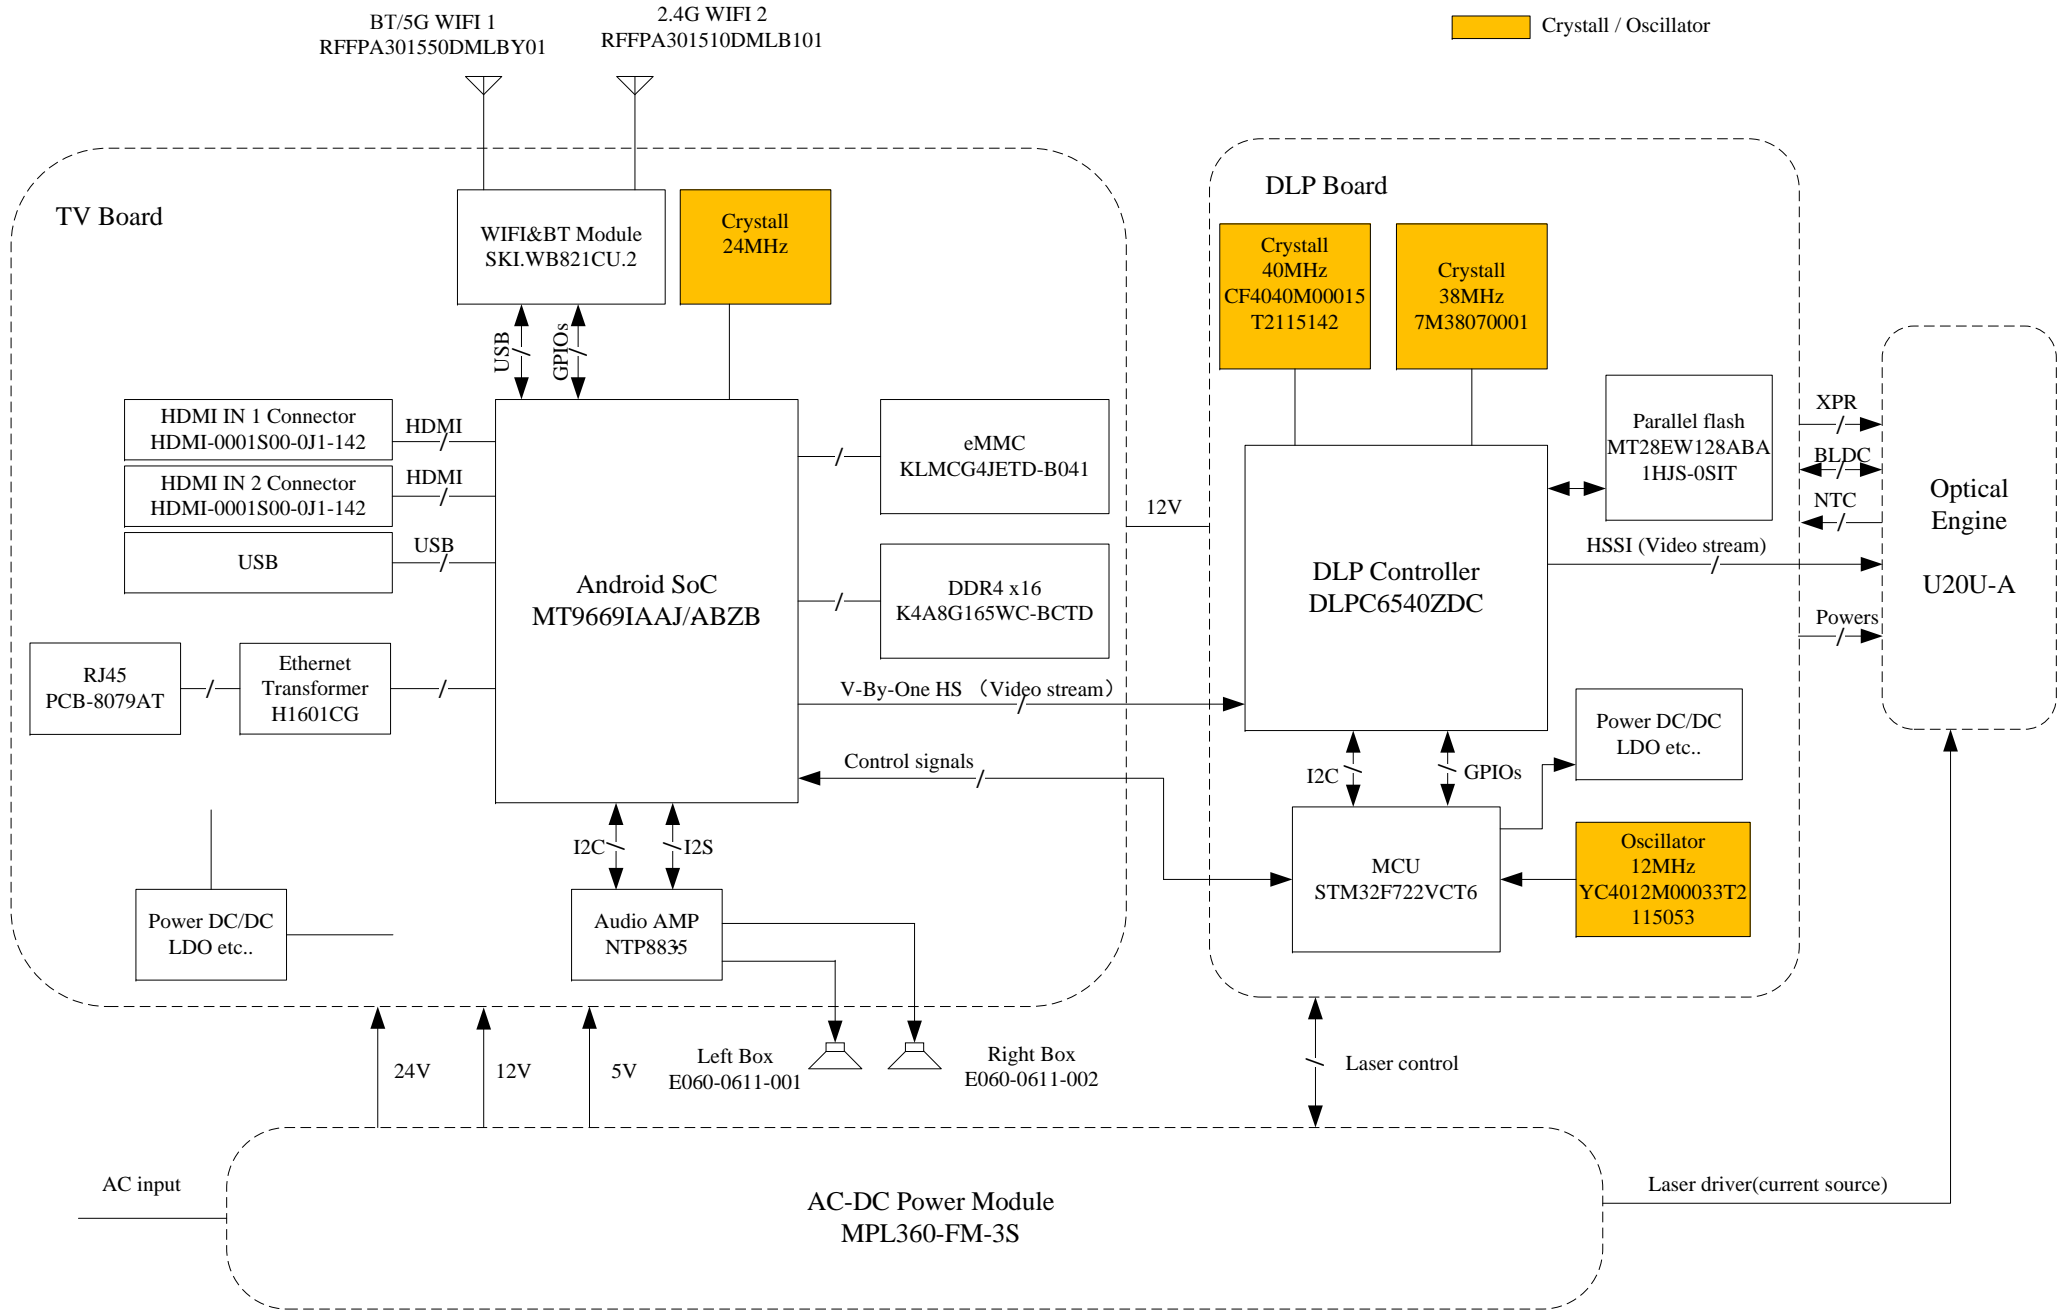 BT/5G WIFI 1
RFFPA301550DMLBY01
2.4G WIFI 2
RFFPA301510DMLB101
Crystall / Oscillator
TV Board
WIFI&BT Module
SKI.WB821CU.2
Crystall
24MHz
USB
GPIOs
HDMI IN 1 Connector
HDMI-0001S00-0J1-142
HDMI
HDMI IN 2 Connector
HDMI-0001S00-0J1-142
HDMI
USB
USB
RJ45
PCB-8079AT
Ethernet
Transformer
H1601CG
Android SoC
MT9669IAAJ/ABZB
eMMC
KLMCG4JETD-B041
DDR4 x16
K4A8G165WC-BCTD
V-By-One HS （Video stream）
Control signals
I2C
I2S
Power DC/DC
LDO etc..
Audio AMP
NTP8835
12V
DLP Board
Crystall
40MHz
CF4040M00015
T2115142
Crystall
38MHz
7M38070001
Parallel flash
MT28EW128ABA
1HJS-0SIT
DLP Controller
DLPC6540ZDC
HSSI (Video stream)
I2C
GPIOs
Power DC/DC
LDO etc..
MCU
STM32F722VCT6
Oscillator
12MHz
YC4012M00033T2
115053
XPR
BLDC
NTC
Powers
Optical
Engine
U20U-A
24V
12V
5V
Left Box
E060-0611-001
Right Box
E060-0611-002
Laser control
AC input
AC-DC Power Module
MPL360-FM-3S
Laser driver(current source)